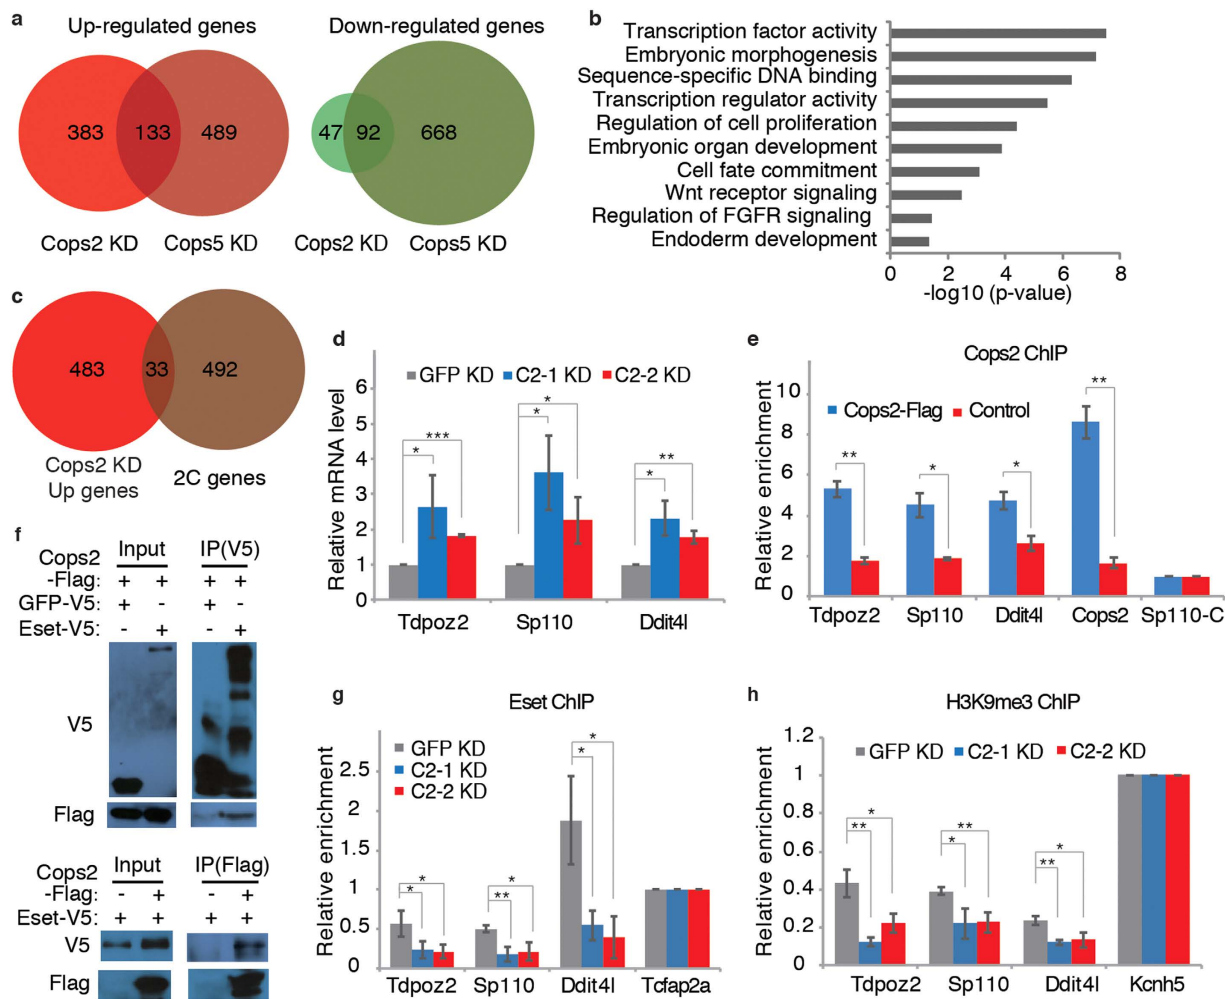 a
Up-regulated genes
Down-regulated genes
383
133
489
47
92
668
Cops2 KD
Cops5 KD
Cops2 KD
Cops5 KD
b
Transcription factor activity
Embryonic morphogenesis
Sequence-specific DNA binding
Transcription regulator activity
Regulation of cell proliferation
Embryonic organ development
Cell fate commitment
Wnt receptor signaling
Regulation of FGFR signaling
Endoderm development
0 2 4 6 8
-log10 (p-value)
c
483
33
492
Cops2 KD
Up genes
2C genes
d
Relative mRNA level
6
5
4
3
2
1
0
GFP KD C2-1 KD C2-2 KD
* ***
* *
* **
Tdpoz2 Sp110 Ddit4l
e
Cops2 ChIP
Relative enrichment
10
8
6
4
2
0
Cops2-Flag Control
**
*
*
**
Tdpoz2 Sp110 Ddit4l Cops2 Sp110-C
f
Input IP(V5)
Cops2
-Flag: + + + +
GFP-V5: + - + -
Eset-V5: - + - +
V5
Flag
Input IP(Flag)
Cops2
-Flag: - + - +
Eset-V5: + + + +
V5
Flag
g
Eset ChIP
Relative enrichment
2.5
2
1.5
1
0.5
0
GFP KD
C2-1 KD
C2-2 KD
* *
** *
* *
Tdpoz2 Sp110 Ddit4l Tcfap2a
h
H3K9me3 ChIP
Relative enrichment
1.2
1
0.8
0.6
0.4
0.2
0
GFP KD C2-1 KD C2-2 KD
** *
* **
** *
Tdpoz2 Sp110 Ddit4l Kcnh5